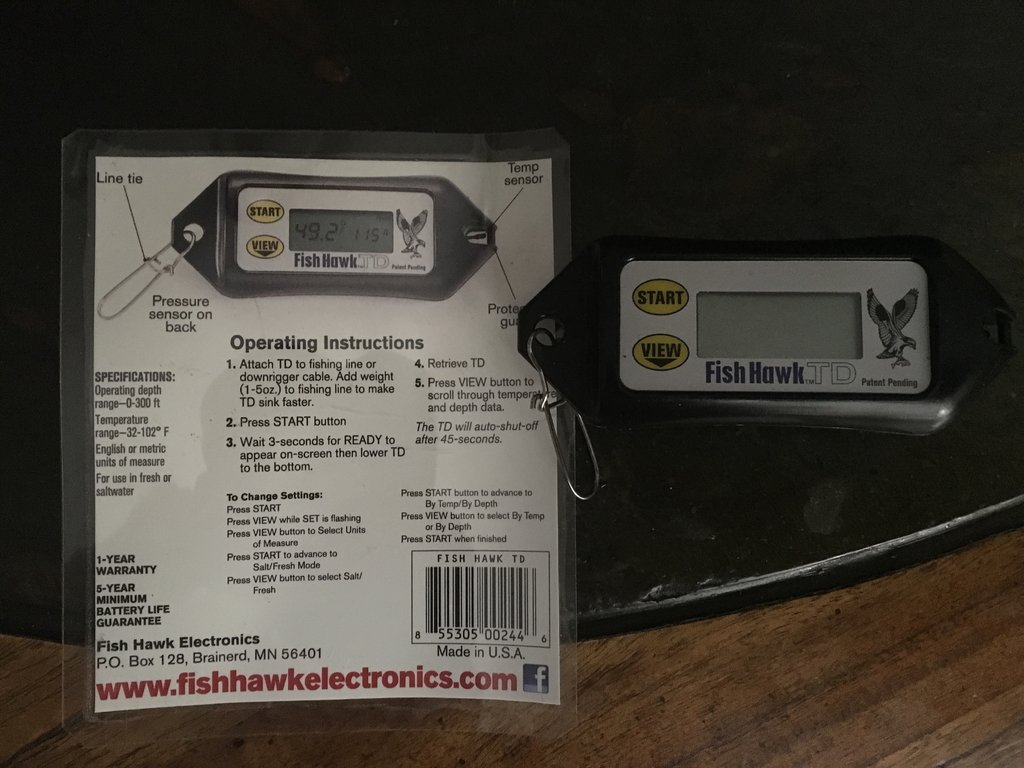 Line tie
Temp
sensor
START
VIEW
49.2
115
Fish Hawk TD
Patent Pending
Pressure
sensor on
back
Operating Instructions
SPECIFICATIONS:
Operating depth
range—0-300 ft
Temperature
range—32-102° F
English or metric
units of measure
For use in fresh or
saltwater
1. Attach TD to fishing line or
downrigger cable. Add weight
(1-5oz.) to fishing line to make
TD sink faster.
2. Press START button
3. Wait 3-seconds for READY to
appear on-screen then lower TD
to the bottom.
4. Retrieve TD
5. Press VIEW button to
scroll through temperature
and depth data.
The TD will auto-shut-off
after 45-seconds.
To Change Settings:
Press START
Press VIEW while SET is flashing
Press VIEW button to Select Units
of Measure
Press START to advance to
Salt/Fresh Mode
Press VIEW button to select Salt/
Fresh
Press START button to advance to
By Temp/By Depth
Press VIEW button to select By Temp
or By Depth
Press START when finished
1-YEAR
WARRANTY
5-YEAR
MINIMUM
BATTERY LIFE
GUARANTEE
FISH HAWK TD
8 55305 00244 6
Made in U.S.A.
Fish Hawk Electronics
P.O. Box 128, Brainerd, MN 56401
www.fishhawkelectronics.com f
START
VIEW
Fish Hawk™ TD
Patent Pending